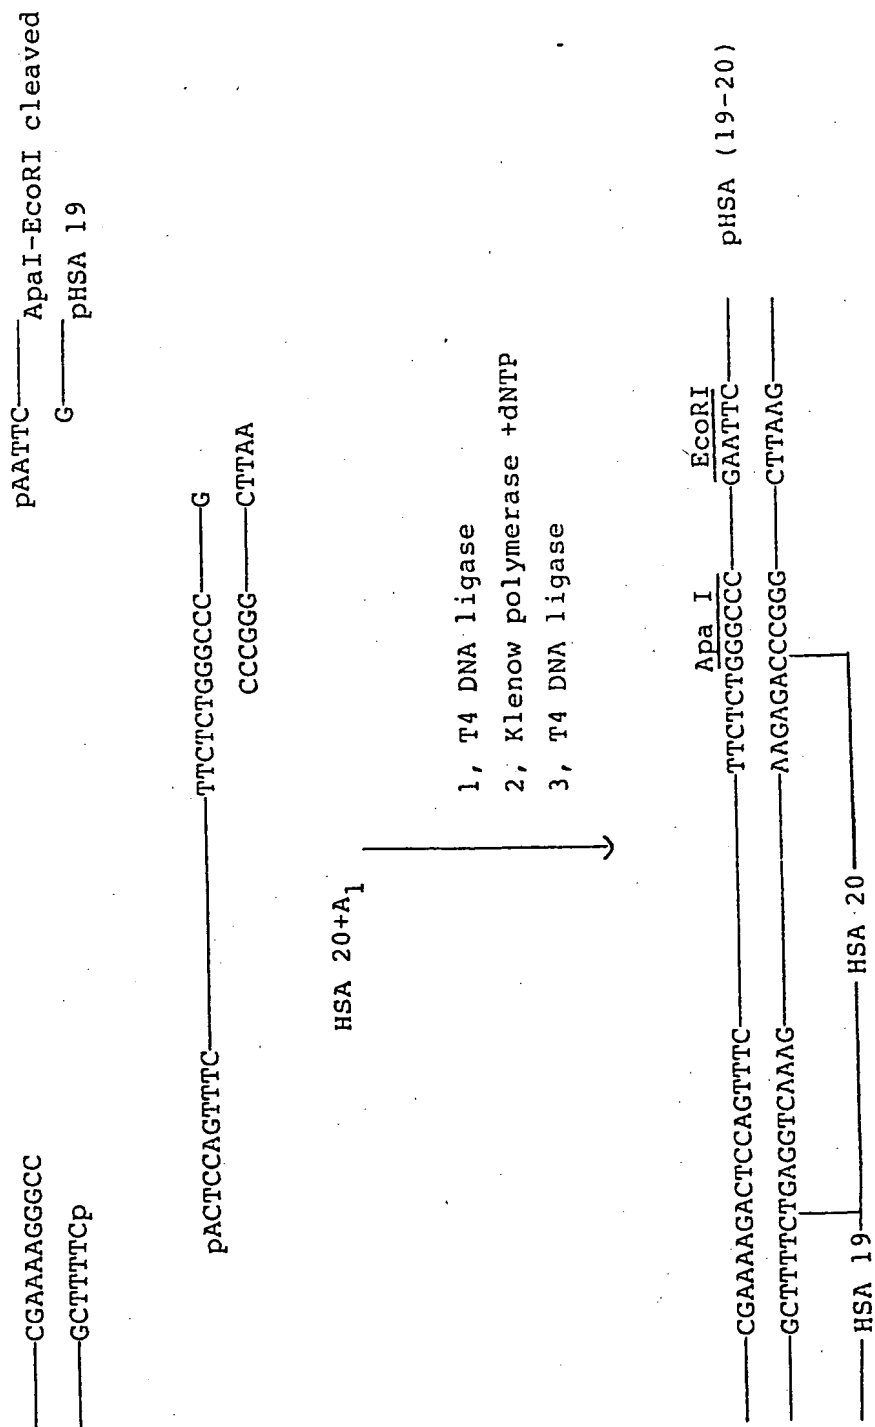 CGAAAAGGGCC
GCTTTTCp
pAATTC
ApaI-EcoRI cleaved
G
pHSA 19
pACTCCAGTTTC TTCTCTGGGCCC G
CCCGGG CTTAA
HSA 20+A1
1, T4 DNA ligase
2, Klenow polymerase +dNTP
3, T4 DNA ligase
Apa I EcoRI
CGAAAAGACTCCAGTTTC TTCTCTGGGCCC GAATTC
pHSA (19-20)
GCTTTTCTGAGGTCAAAG AAGAGACCCGGG CTTAAG
HSA 19 HSA 20